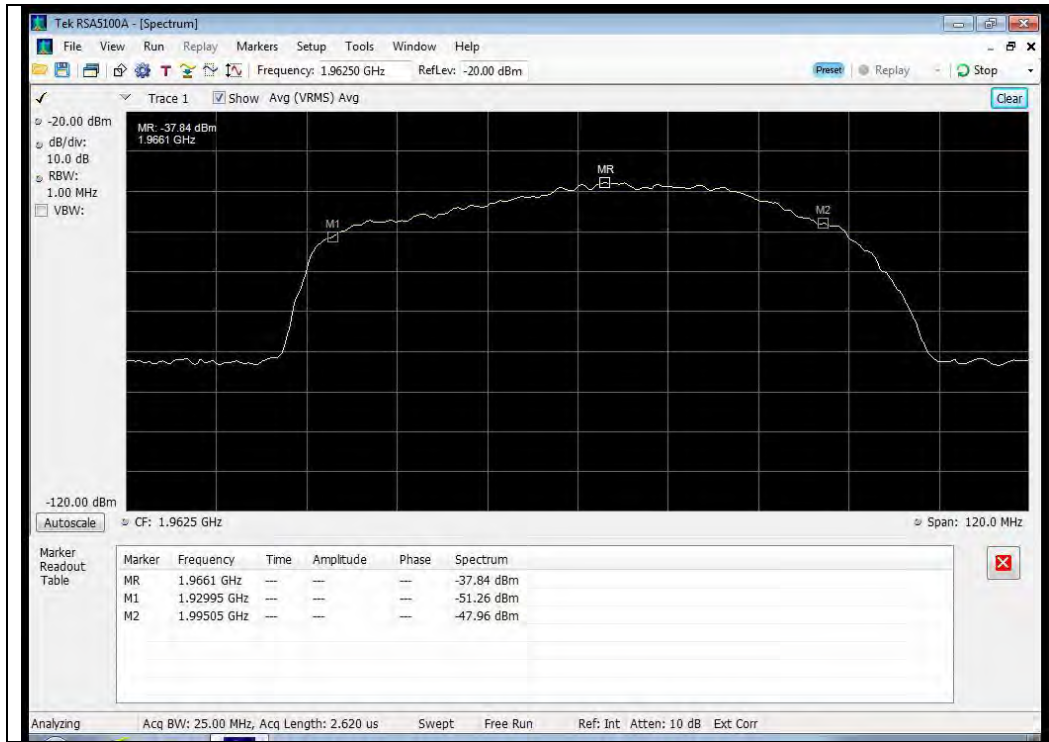 Tek RSA5100A - [Spectrum]
File View Run Replay Markers Setup Tools Window Help
T Frequency: 1.96250 GHz RefLev: -20.00 dBm Preset Replay Stop
Trace 1 Show Avg (VRMS) Avg Clear
-20.00 dBm
dB/div:
10.0 dB
RBW:
1.00 MHz
VBW:
MR: -37.84 dBm
1.9661 GHz
MR
M1
M2
-120.00 dBm
Autoscale CF: 1.9625 GHz Span: 120.0 MHz
Marker
Readout
Table
Marker Frequency Time Amplitude Phase Spectrum
MR 1.9661 GHz --- --- --- -37.84 dBm
M1 1.92995 GHz --- --- --- -51.26 dBm
M2 1.99505 GHz --- --- --- -47.96 dBm
Analyzing Acq BW: 25.00 MHz, Acq Length: 2.620 us Swept Free Run Ref: Int Atten: 10 dB Ext Corr